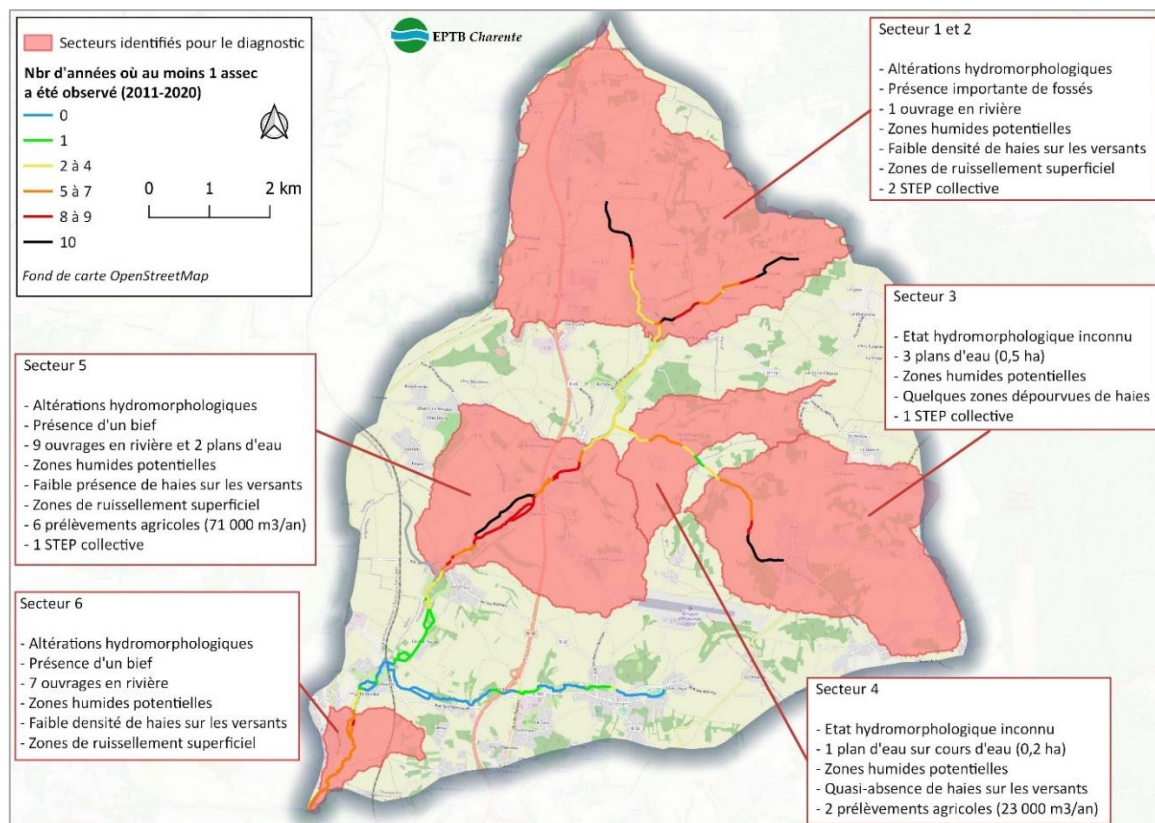 EPTB Charente
Secteurs identifiés pour le diagnostic
Nbr d'années où au moins 1 assec
a été observé (2011-2020)
0
1
2 à 4
5 à 7
8 à 9
10
0 1 2 km
Fond de carte OpenStreetMap
Secteur 1 et 2
- Altérations hydromorphologiques
- Présence importante de fossés
- 1 ouvrage en rivière
- Zones humides potentielles
- Faible densité de haies sur les versants
- Zones de ruissellement superficiel
- 2 STEP collective
Secteur 3
- Etat hydromorphologique inconnu
- 3 plans d'eau (0,5 ha)
- Zones humides potentielles
- Quelques zones dépourvues de haies
- 1 STEP collective
Secteur 5
- Altérations hydromorphologiques
- Présence d'un bief
- 9 ouvrages en rivière et 2 plans d'eau
- Zones humides potentielles
- Faible présence de haies sur les versants
- Zones de ruissellement superficiel
- 6 prélèvements agricoles (71 000 m3/an)
- 1 STEP collective
Secteur 6
- Altérations hydromorphologiques
- Présence d'un bief
- 7 ouvrages en rivière
- Zones humides potentielles
- Faible densité de haies sur les versants
- Zones de ruissellement superficiel
Secteur 4
- Etat hydromorphologique inconnu
- 1 plan d'eau sur cours d'eau (0,2 ha)
- Zones humides potentielles
- Quasi-absence de haies sur les versants
- 2 prélèvements agricoles (23 000 m3/an)